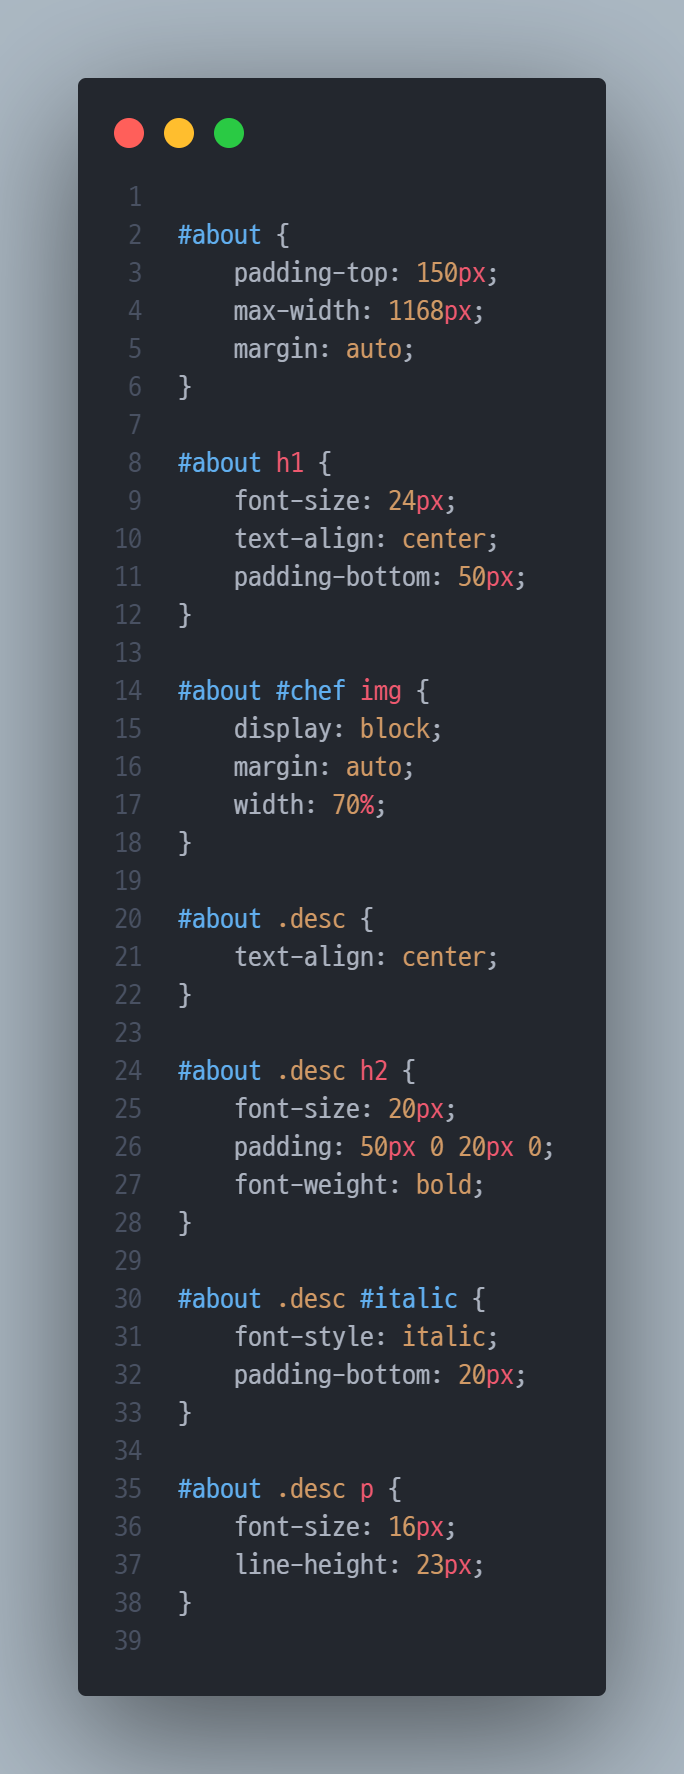 1
2 #about {
3     padding-top: 150px;
4     max-width: 1168px;
5     margin: auto;
6 }
7
8 #about h1 {
9     font-size: 24px;
10     text-align: center;
11     padding-bottom: 50px;
12 }
13
14 #about #chef img {
15     display: block;
16     margin: auto;
17     width: 70%;
18 }
19
20 #about .desc {
21     text-align: center;
22 }
23
24 #about .desc h2 {
25     font-size: 20px;
26     padding: 50px 0 20px 0;
27     font-weight: bold;
28 }
29
30 #about .desc #italic {
31     font-style: italic;
32     padding-bottom: 20px;
33 }
34
35 #about .desc p {
36     font-size: 16px;
37     line-height: 23px;
38 }
39